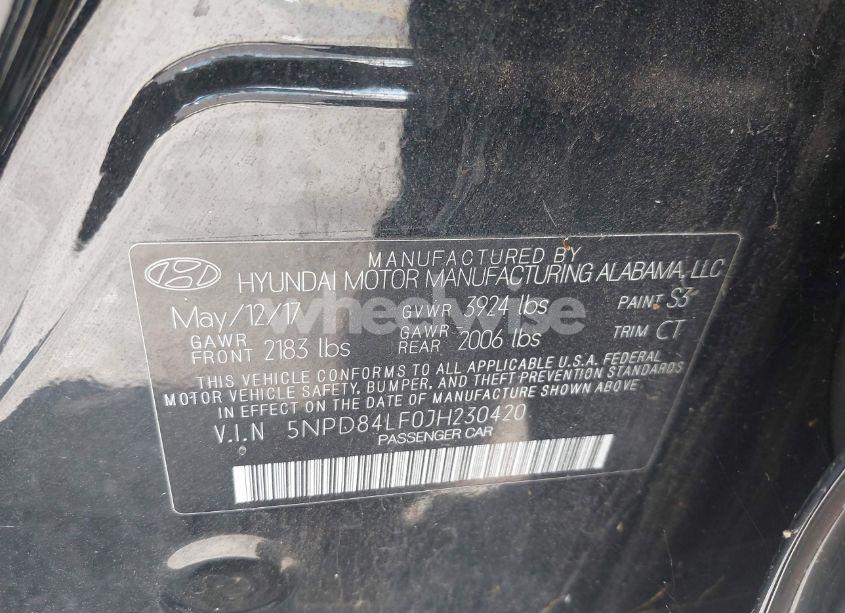 MANUFACTURED BY
HYUNDAI MOTOR MANUFACTURING ALABAMA, LLC
May/12/17 GVWR 3924 lbs PAINT S3
GAWR FRONT 2183 lbs GAWR REAR 2006 lbs TRIM CT
THIS VEHICLE CONFORMS TO ALL APPLICABLE U.S.A. FEDERAL
MOTOR VEHICLE SAFETY, BUMPER, AND THEFT PREVENTION STANDARDS
IN EFFECT ON THE DATE OF MANUFACTURE SHOWN ABOVE
V.I.N 5NPD84LF0JH230420
PASSENGER CAR
wheelwise